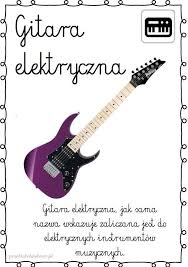 Gitara
elektryczna
Gitara elektryczna, jak sama
nazwa wskazuje zaliczana jest do
elektrycznych instrumentów
muzycznych.